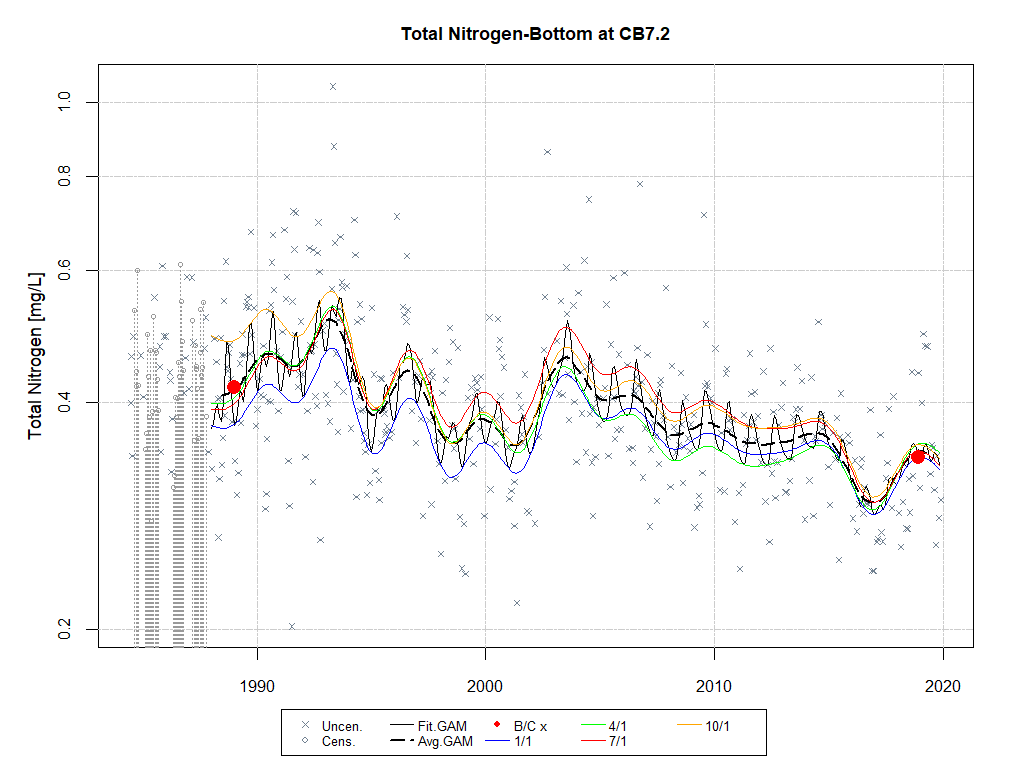 Total Nitrogen-Bottom at CB7.2
Total Nitrogen [mg/L]
1.0
0.8
0.6
0.4
0.2
1990 2000 2010 2020
Uncen. Fit.GAM B/C x 4/1 10/1
Cens. Avg.GAM 1/1 7/1